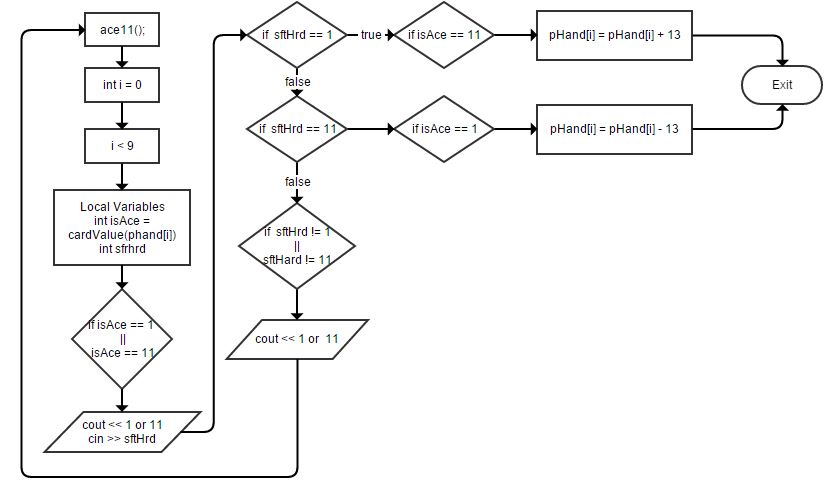 ace11();
int i = 0
i < 9
Local Variables
int isAce =
cardValue(phand[i])
int sfrhrd
if isAce == 1
||
isAce == 11
cout << 1 or 11
cin >> sftHrd
if sftHrd == 1
true
if isAce == 11
pHand[i] = pHand[i] + 13
Exit
false
if sftHrd == 11
if isAce == 1
pHand[i] = pHand[i] - 13
false
if sftHrd != 1
||
sftHard != 11
cout << 1 or 11